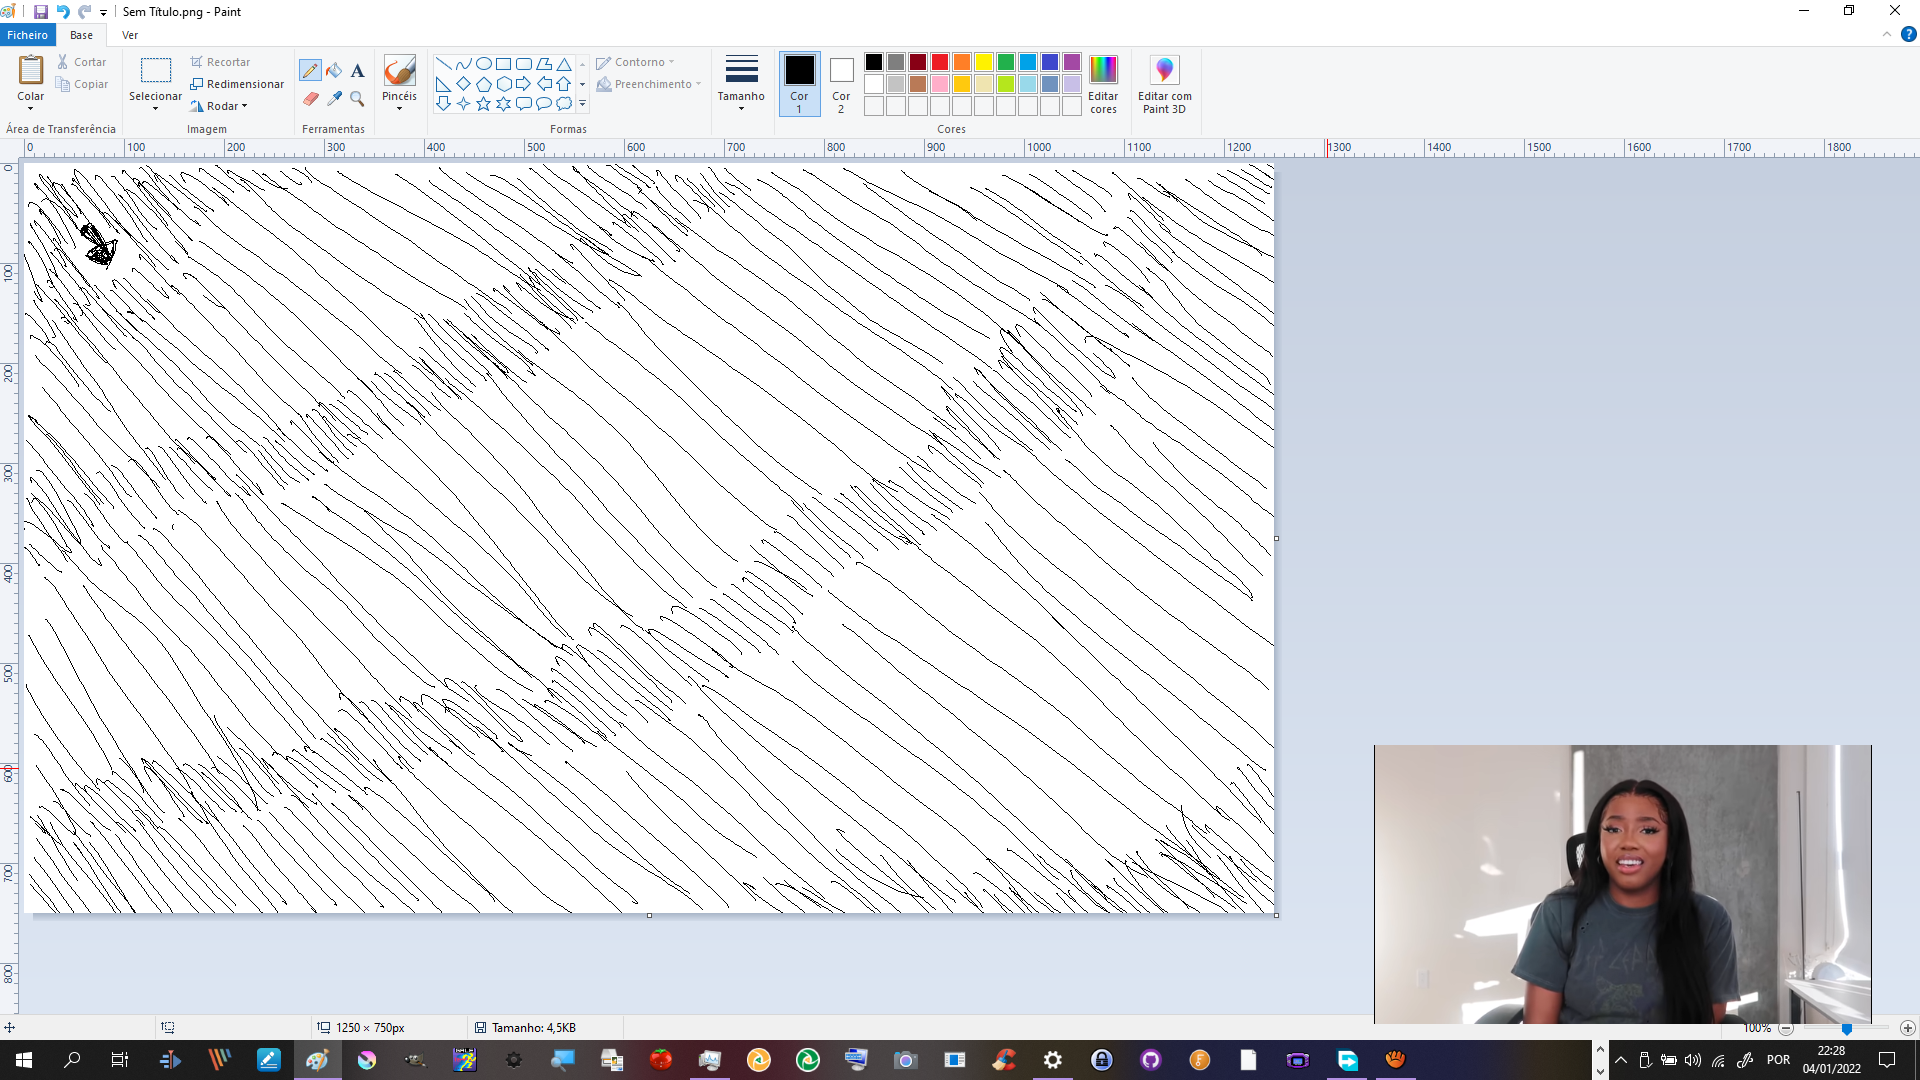 Sem Título.png - Paint
Ficheiro Base Ver
Colar
Cortar
Copiar
Área de Transferência
Selecionar
Recortar
Redimensionar
Rodar
Imagem
A
Ferramentas
Pincéis
Contorno
Preenchimento
Formas
Tamanho
Cor 1
Cor 2
Editar cores
Cores
Editar com Paint 3D
0 100 200 300 400 500 600 700 800 900 1000 1100 1200 1300 1400 1500 1600 1700 1800
0
100
200
300
400
500
600
700
800
1250 × 750px
Tamanho: 4,5KB
100%
POR
22:28
04/01/2022